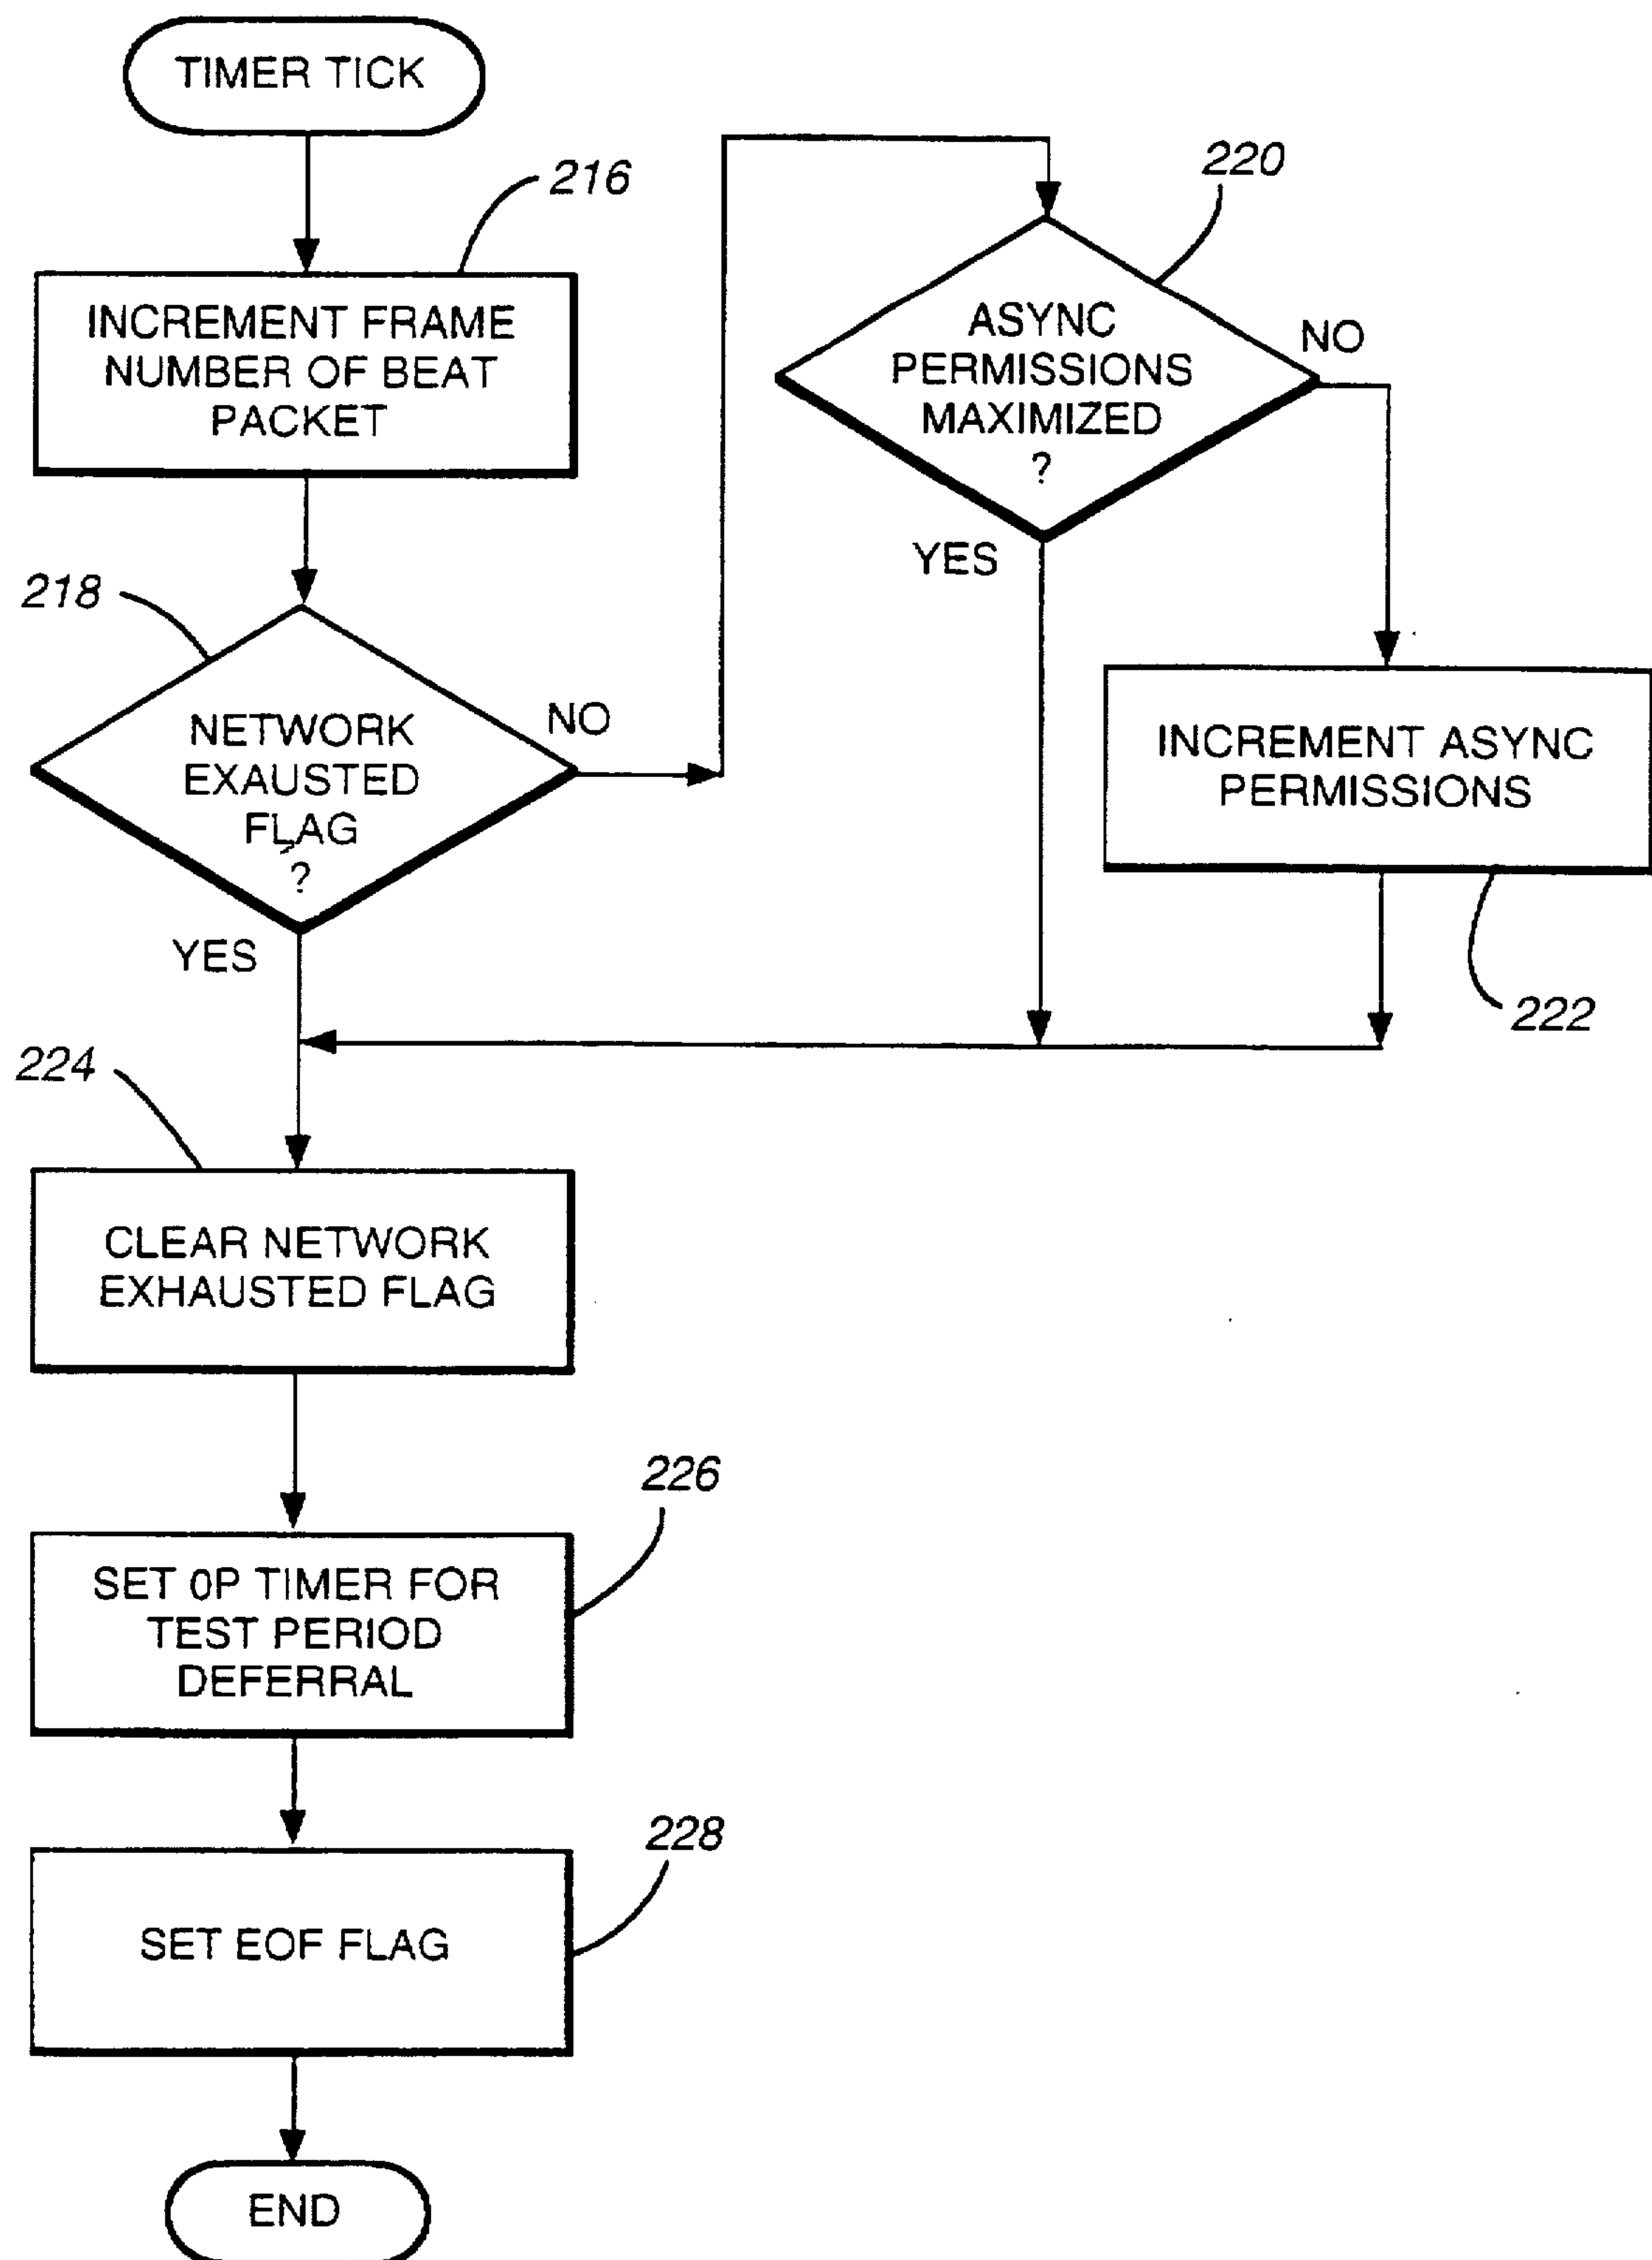 TIMER TICK
216
INCREMENT FRAME
NUMBER OF BEAT
PACKET
218
NETWORK
EXAUSTED
FLAG
?
NO
YES
220
ASYNC
PERMISSIONS
MAXIMIZED
?
NO
YES
INCREMENT ASYNC
PERMISSIONS
222
224
CLEAR NETWORK
EXHAUSTED FLAG
226
SET 0P TIMER FOR
TEST PERIOD
DEFERRAL
228
SET EOF FLAG
END